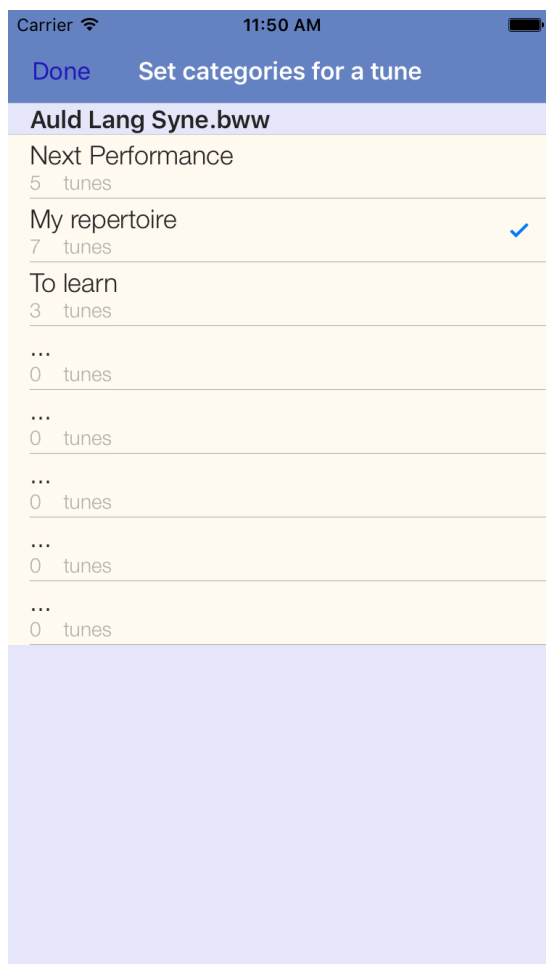 Carrier 11:50 AM
Done Set categories for a tune
Auld Lang Syne.bww
Next Performance
5 tunes
My repertoire
7 tunes
To learn
3 tunes
...
0 tunes
...
0 tunes
...
0 tunes
...
0 tunes
...
0 tunes